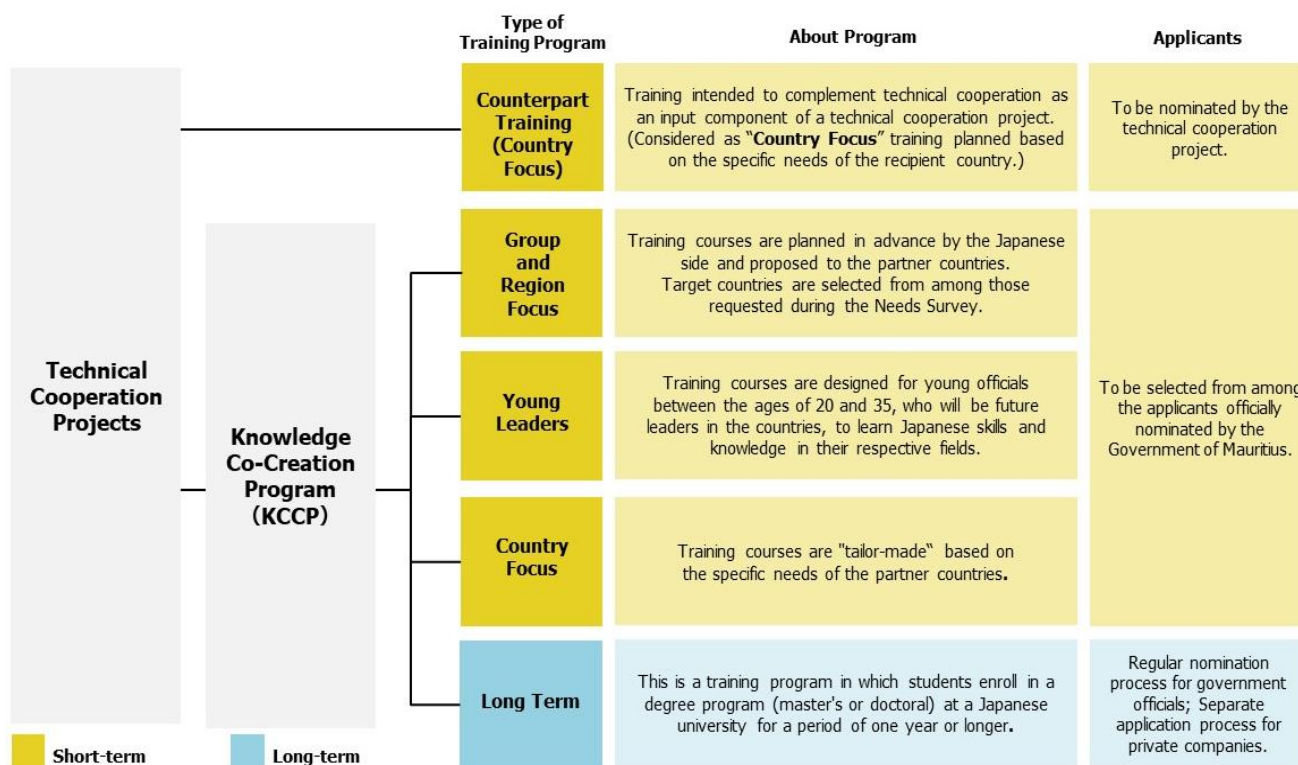 Type of
Training Program
About Program
Applicants
Technical
Cooperation
Projects
Knowledge
Co-Creation
Program
(KCCP)
Counterpart
Training
(Country
Focus)
Training intended to complement technical cooperation as
an input component of a technical cooperation project.
(Considered as “Country Focus” training planned based
on the specific needs of the recipient country.)
To be nominated by the
technical cooperation
project.
Group
and
Region
Focus
Training courses are planned in advance by the Japanese
side and proposed to the partner countries.
Target countries are selected from among those
requested during the Needs Survey.
Young
Leaders
Training courses are designed for young officials
between the ages of 20 and 35, who will be future
leaders in the countries, to learn Japanese skills and
knowledge in their respective fields.
To be selected from among
the applicants officially
nominated by the
Government of Mauritius.
Country
Focus
Training courses are "tailor-made“ based on
the specific needs of the partner countries.
Long Term
This is a training program in which students enroll in a
degree program (master's or doctoral) at a Japanese
university for a period of one year or longer.
Regular nomination
process for government
officials; Separate
application process for
private companies.
Short-term
Long-term